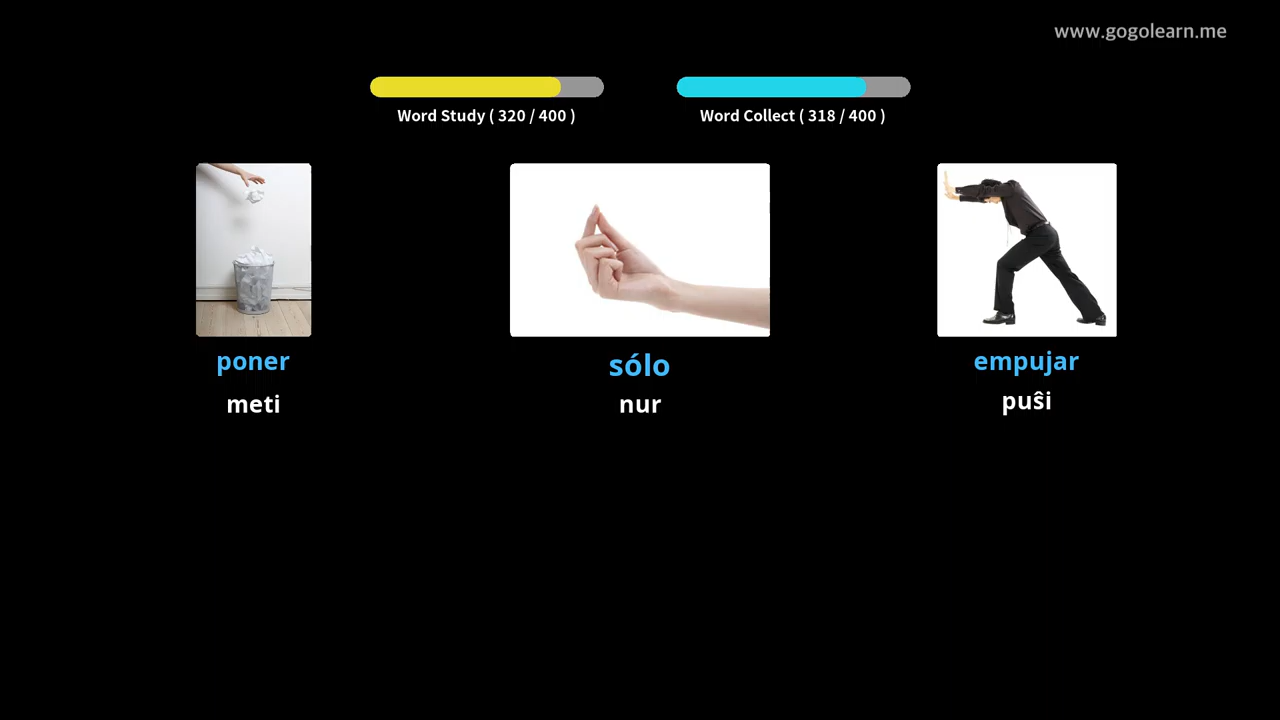 www.gogolearn.me
Word Study ( 320 / 400 )
Word Collect ( 318 / 400 )
poner
sólo
empujar
meti
nur
puŝi